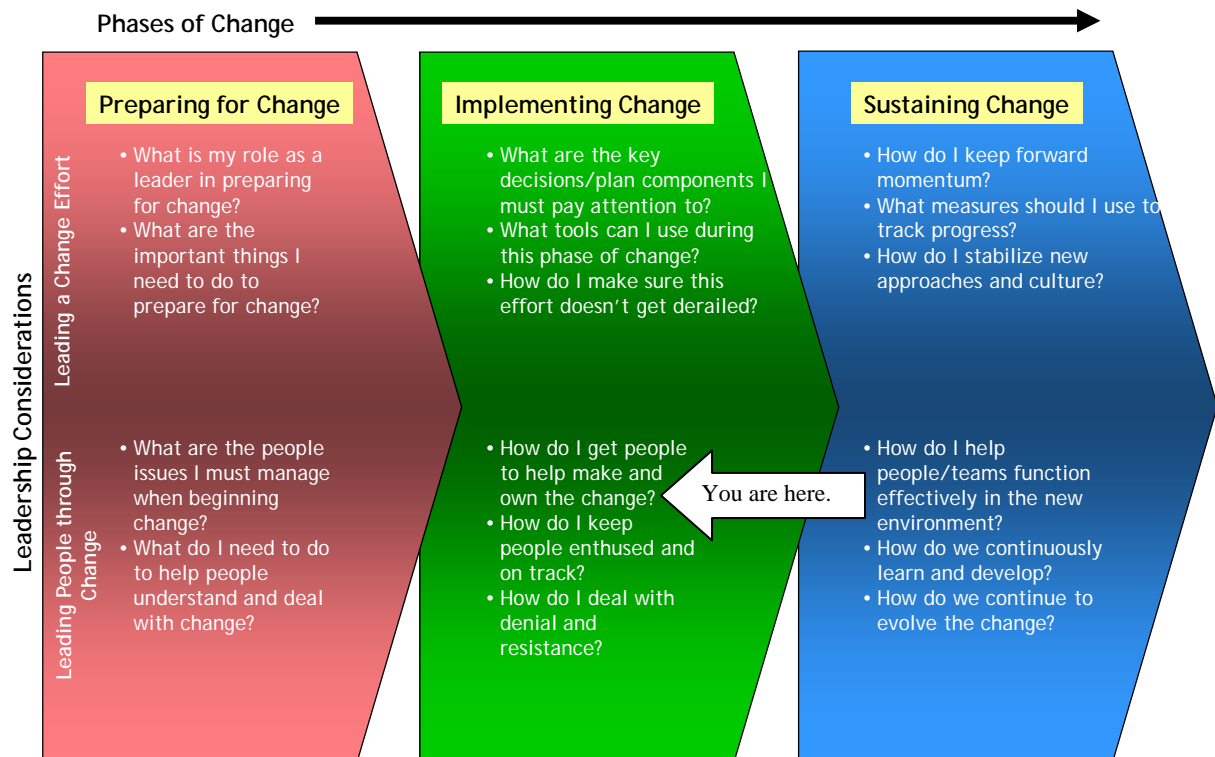 Phases of Change
Leadership Considerations
Leading a Change Effort
Preparing for Change
• What is my role as a
leader in preparing
for change?
• What are the
important things I
need to do to
prepare for change?
Implementing Change
• What are the key
decisions/plan components I
must pay attention to?
• What tools can I use during
this phase of change?
• How do I make sure this
effort doesn't get derailed?
Sustaining Change
• How do I keep forward
momentum?
• What measures should I use to
track progress?
• How do I stabilize new
approaches and culture?
Leading People through
Change
• What are the people
issues I must manage
when beginning
change?
• What do I need to do
to help people
understand and deal
with change?
• How do I get people
to help make and
own the change?
• How do I keep
people enthused and
on track?
• How do I deal with
denial and
resistance?
You are here.
• How do I help
people/teams function
effectively in the new
environment?
• How do we continuously
learn and develop?
• How do we continue to
evolve the change?